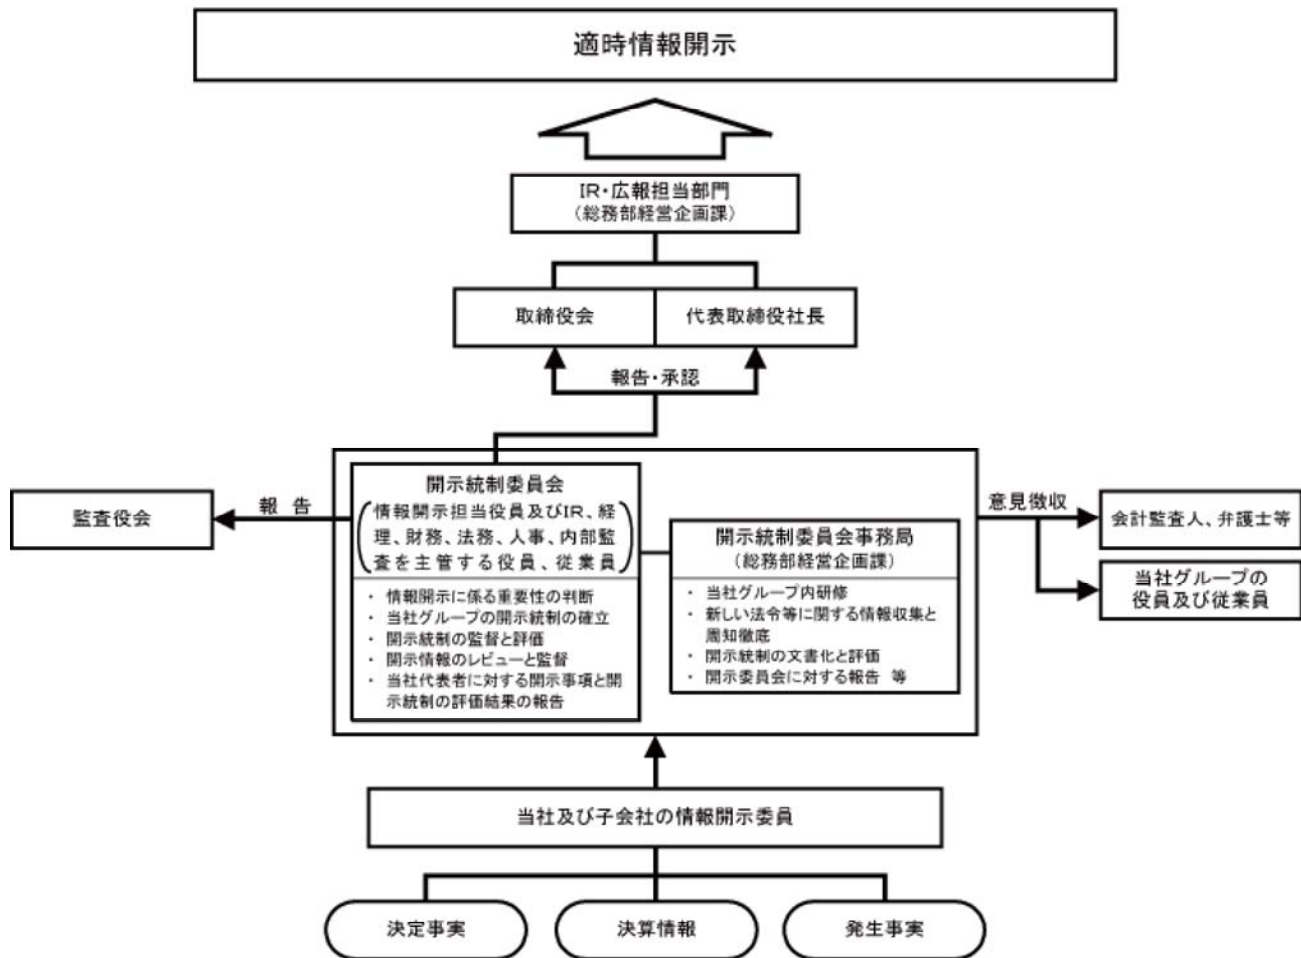 適時情報開示
IR・広報担当部門
（総務部経営企画課）
取締役会
代表取締役社長
報告・承認
開示統制委員会
情報開示担当役員及びIR、経
理、財務、法務、人事、内部監
査を主管する役員、従業員
・ 情報開示に係る重要性の判断
・ 当社グループの開示統制の確立
・ 開示統制の監督と評価
・ 開示情報のレビューと監督
・ 当社代表者に対する開示事項と開
示統制の評価結果の報告
監査役会
報 告
開示統制委員会事務局
（総務部経営企画課）
・ 当社グループ内研修
・ 新しい法令等に関する情報収集と
周知徹底
・ 開示統制の文書化と評価
・ 開示委員会に対する報告 等
意見徴収
会計監査人、弁護士等
当社グループの
役員及び従業員
当社及び子会社の情報開示委員
決定事実
決算情報
発生事実